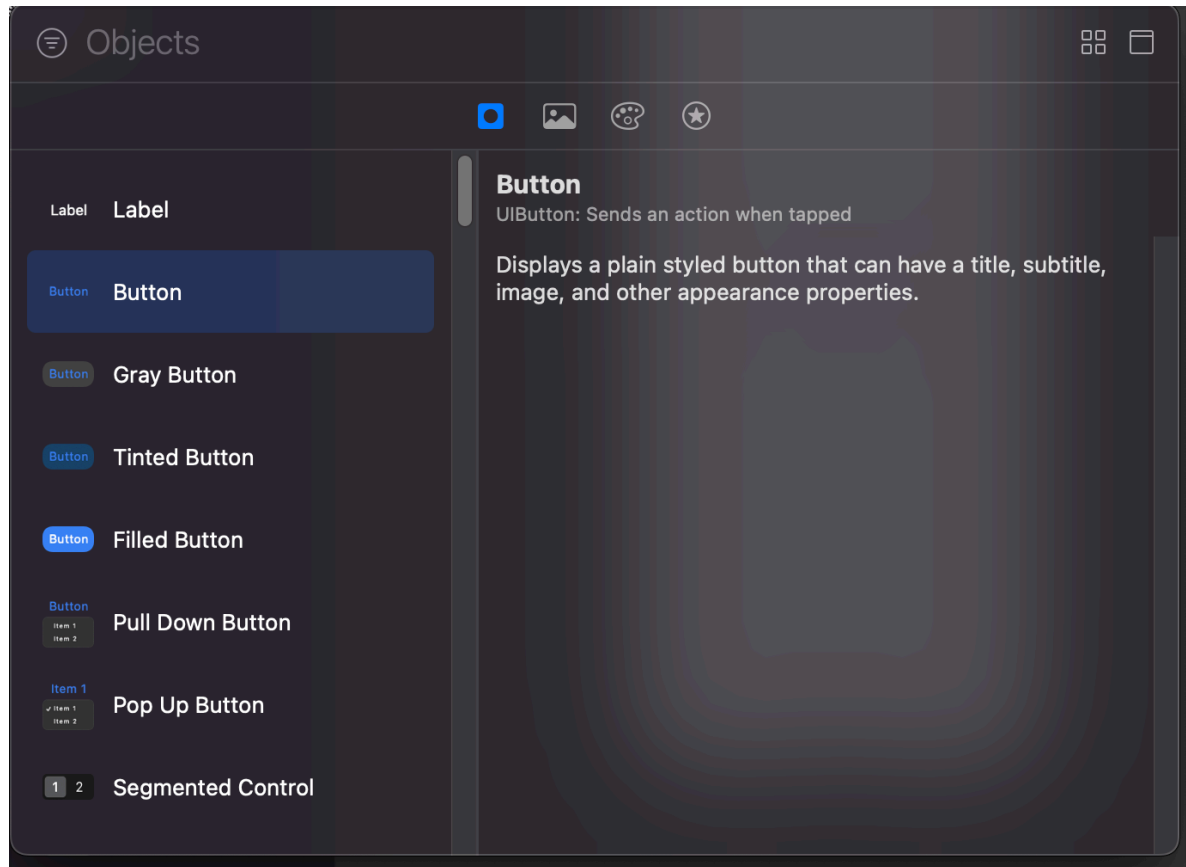 Objects
Label Label
Button Button
Button Gray Button
Button Tinted Button
Button Filled Button
Button
Item 1
Item 2
Pull Down Button
Item 1
✓ Item 1
Item 2
Pop Up Button
1 2 Segmented Control
Button
UIButton: Sends an action when tapped
Displays a plain styled button that can have a title, subtitle,
image, and other appearance properties.